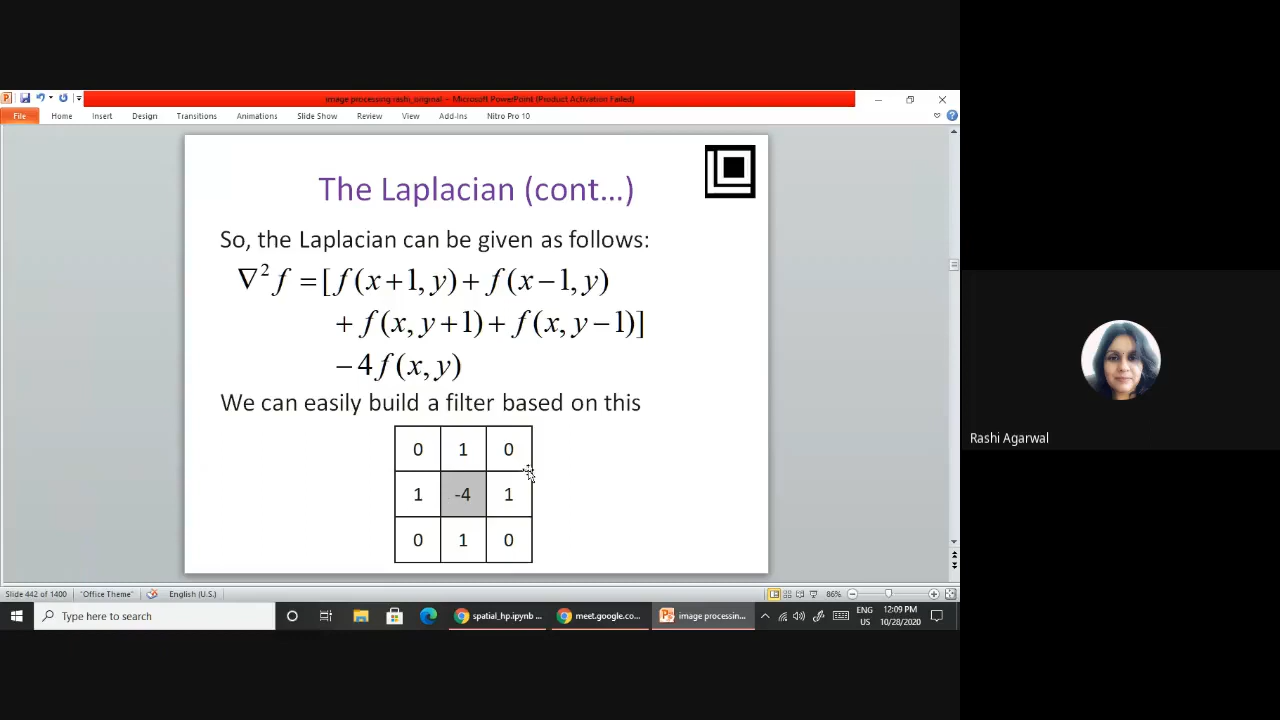 image processing rashi_original - Microsoft PowerPoint (Product Activation Failed)
File Home Insert Design Transitions Animations Slide Show Review View Add-Ins Nitro Pro 10
The Laplacian (cont...)
So, the Laplacian can be given as follows:
∇² f = [ f (x + 1, y) + f (x − 1, y)
+ f (x, y + 1) + f (x, y − 1)]
− 4 f (x, y)
We can easily build a filter based on this
0 1 0
1 -4 1
0 1 0
Rashi Agarwal
Slide 442 of 1400 "Office Theme" English (U.S.) 86%
Type here to search spatial_hp.ipynb ... meet.google.co... image processin... ENG US 12:09 PM 10/28/2020